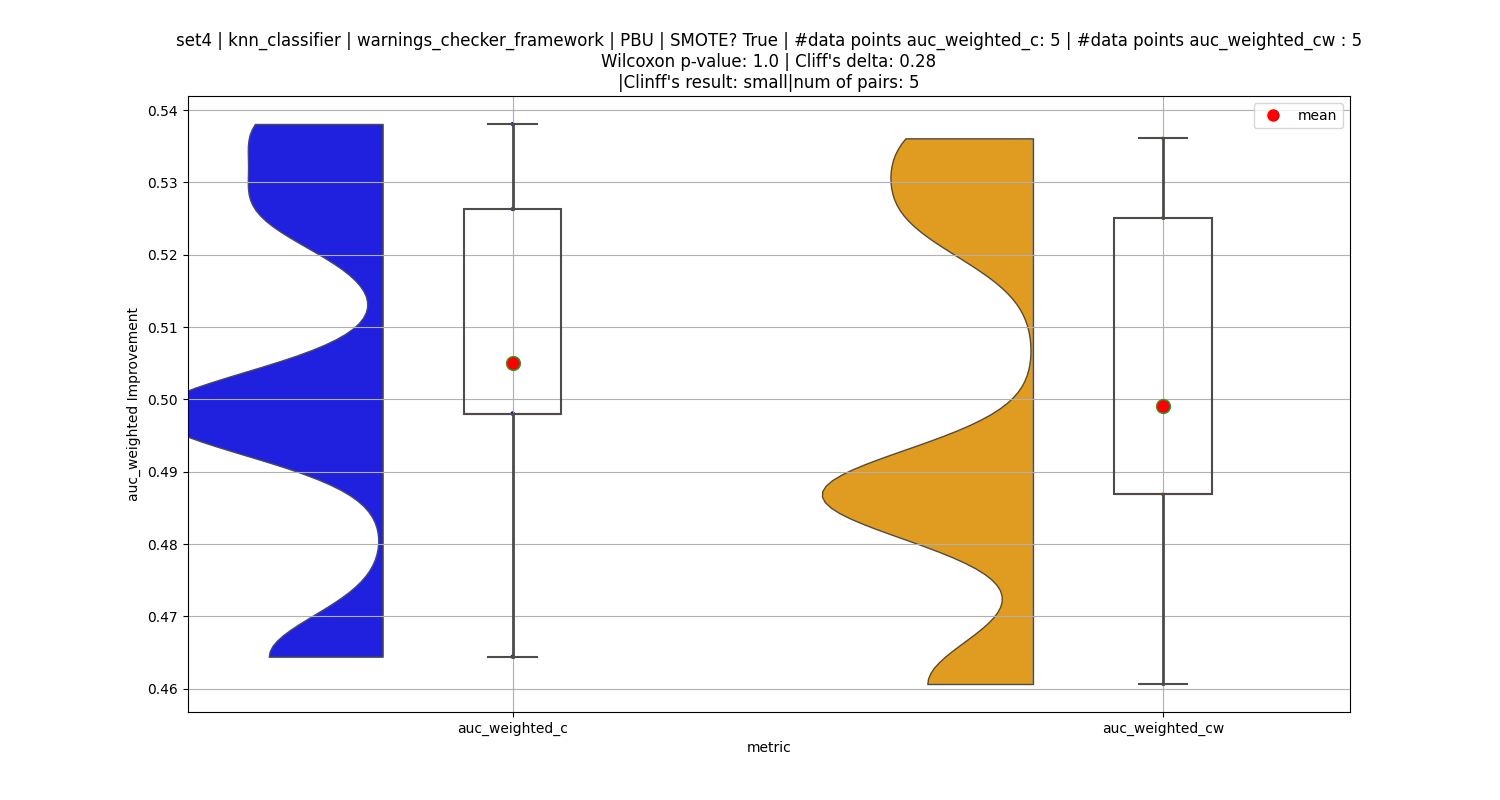 set4 | knn_classifier | warnings_checker_framework | PBU | SMOTE? True | #data points auc_weighted_c: 5 | #data points auc_weighted_cw : 5
Wilcoxon p-value: 1.0 | Cliff's delta: 0.28
|Clinff's result: small|num of pairs: 5
mean
0.54
0.53
0.52
0.51
0.50
0.49
0.48
0.47
0.46
auc_weighted Improvement
auc_weighted_c
auc_weighted_cw
metric